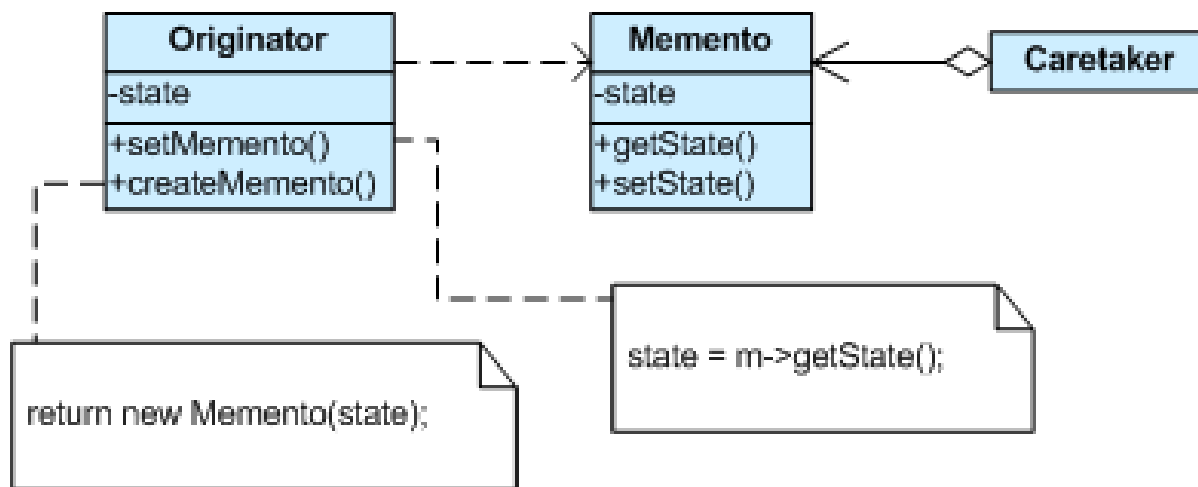 Originator
-state
+setMemento()
+createMemento()
Memento
-state
+getState()
+setState()
Caretaker
return new Memento(state);
state = m->getState();